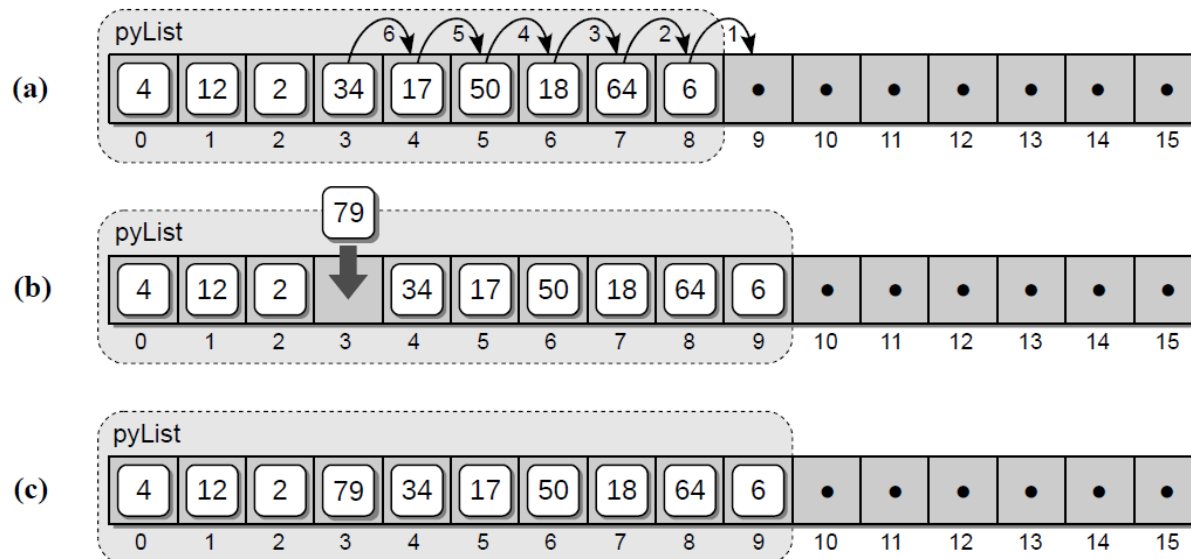 pyList
6 5 4 3 2 1
(a) 4 12 2 34 17 50 18 64 6 • • • • • • •
0 1 2 3 4 5 6 7 8 9 10 11 12 13 14 15
79
pyList
(b) 4 12 2 34 17 50 18 64 6 • • • • • •
0 1 2 3 4 5 6 7 8 9 10 11 12 13 14 15
pyList
(c) 4 12 2 79 34 17 50 18 64 6 • • • • • •
0 1 2 3 4 5 6 7 8 9 10 11 12 13 14 15